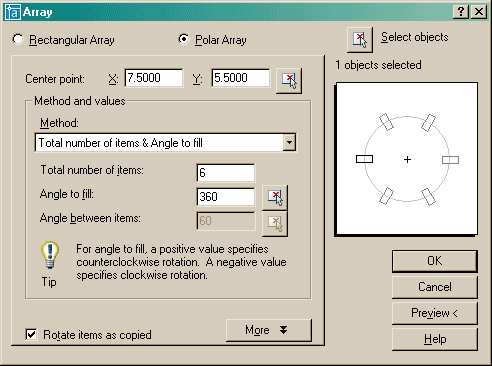 Array
Rectangular Array
Polar Array
Select objects
Center point: X: 7.5000 Y: 5.5000
1 objects selected
Method and values
Method:
Total number of items & Angle to fill
Total number of items: 6
Angle to fill: 360
Angle between items: 60
For angle to fill, a positive value specifies
counterclockwise rotation. A negative value
specifies clockwise rotation.
Tip
Rotate items as copied
More
OK
Cancel
Preview <
Help